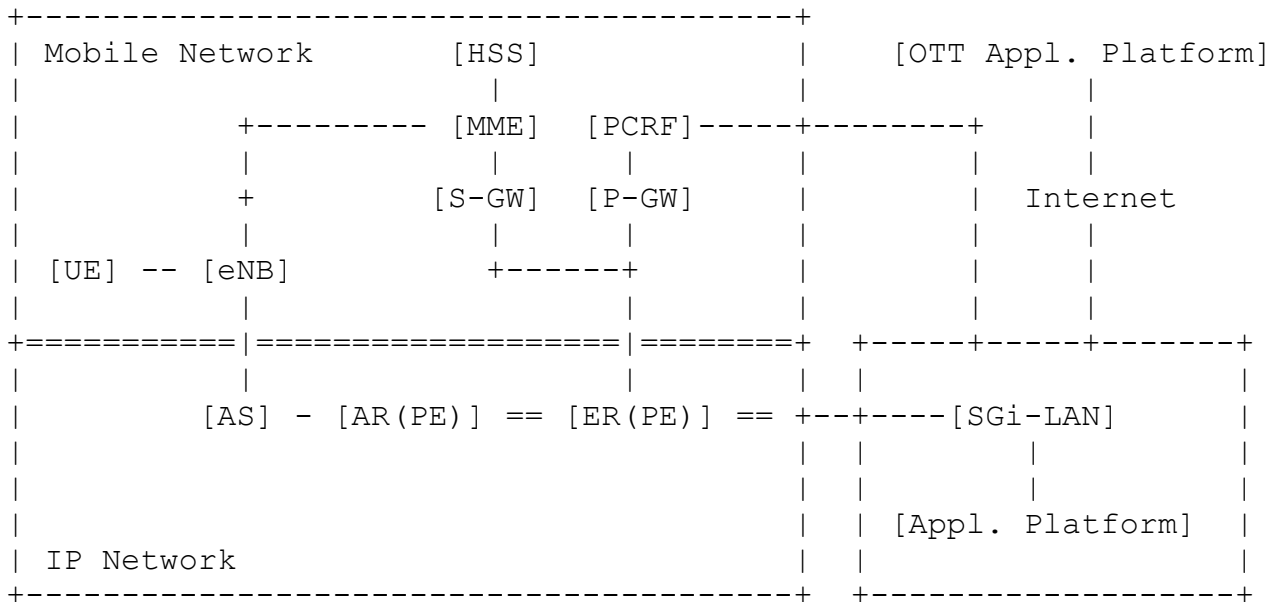 Mobile Network [HSS] [OTT Appl. Platform]
[MME] [PCRF]
[S-GW] [P-GW] Internet
[UE] -- [eNB]
[AS] - [AR(PE)] == [ER(PE)] == [SGi-LAN]
[Appl. Platform]
IP Network